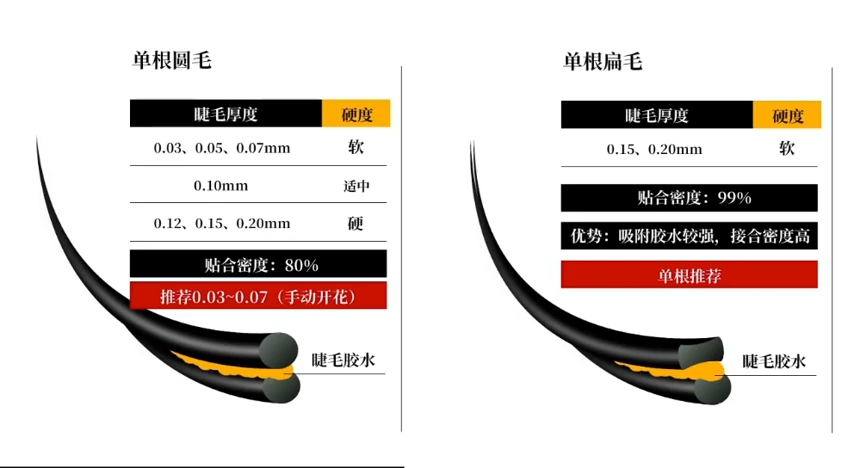 单根圆毛
睫毛厚度 硬度
0.03、0.05、0.07mm 软
0.10mm 适中
0.12、0.15、0.20mm 硬
贴合密度：80%
推荐0.03~0.07（手动开花）
睫毛胶水
单根扁毛
睫毛厚度 硬度
0.15、0.20mm 软
贴合密度：99%
优势：吸附胶水较强，接合密度高
单根推荐
睫毛胶水